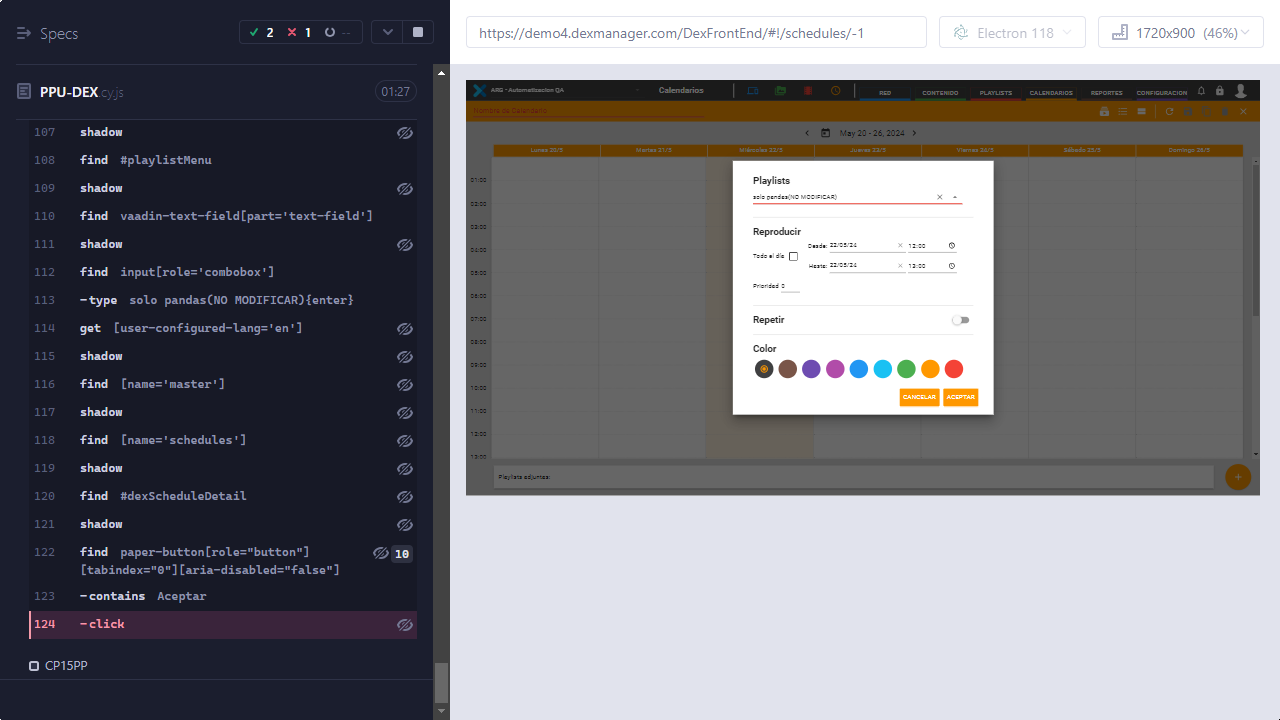 Specs
2
1
--
https://demo4.dexmanager.com/DexFrontEnd/#!/schedules/-1
Electron 118
1720x900 (46%)
PPU-DEX.cy.js
01:27
107 shadow
108 find #playlistMenu
109 shadow
110 find vaadin-text-field[part='text-field']
111 shadow
112 find input[role='combobox']
113 -type solo pandas(NO MODIFICAR){enter}
114 get [user-configured-lang='en']
115 shadow
116 find [name='master']
117 shadow
118 find [name='schedules']
119 shadow
120 find #dexScheduleDetail
121 shadow
122 find paper-button[role="button"]
[tabindex="0"][aria-disabled="false"]
10
123 -contains Aceptar
124 -click
CP15PP
ARS - Automatizacion QA
Calendarios
RED
CONTENIDO
PLAYLISTS
CALENDARIOS
REPORTES
CONFIGURACION
Nombre de Calendario
May 20 - 26, 2024
Lunes 20/5
Martes 21/5
Miércoles 22/5
Jueves 23/5
Viernes 24/5
Sábado 25/5
Domingo 26/5
01:00
02:00
03:00
04:00
05:00
06:00
07:00
08:00
09:00
10:00
11:00
12:00
13:00
Playlists
solo pandas(NO MODIFICAR)
Reproducir
Todo el día
Desde: 22/05/24 12:00
Hasta: 22/05/24 13:00
Prioridad 0
Repetir
Color
CANCELAR
ACEPTAR
Playlists adjuntas: